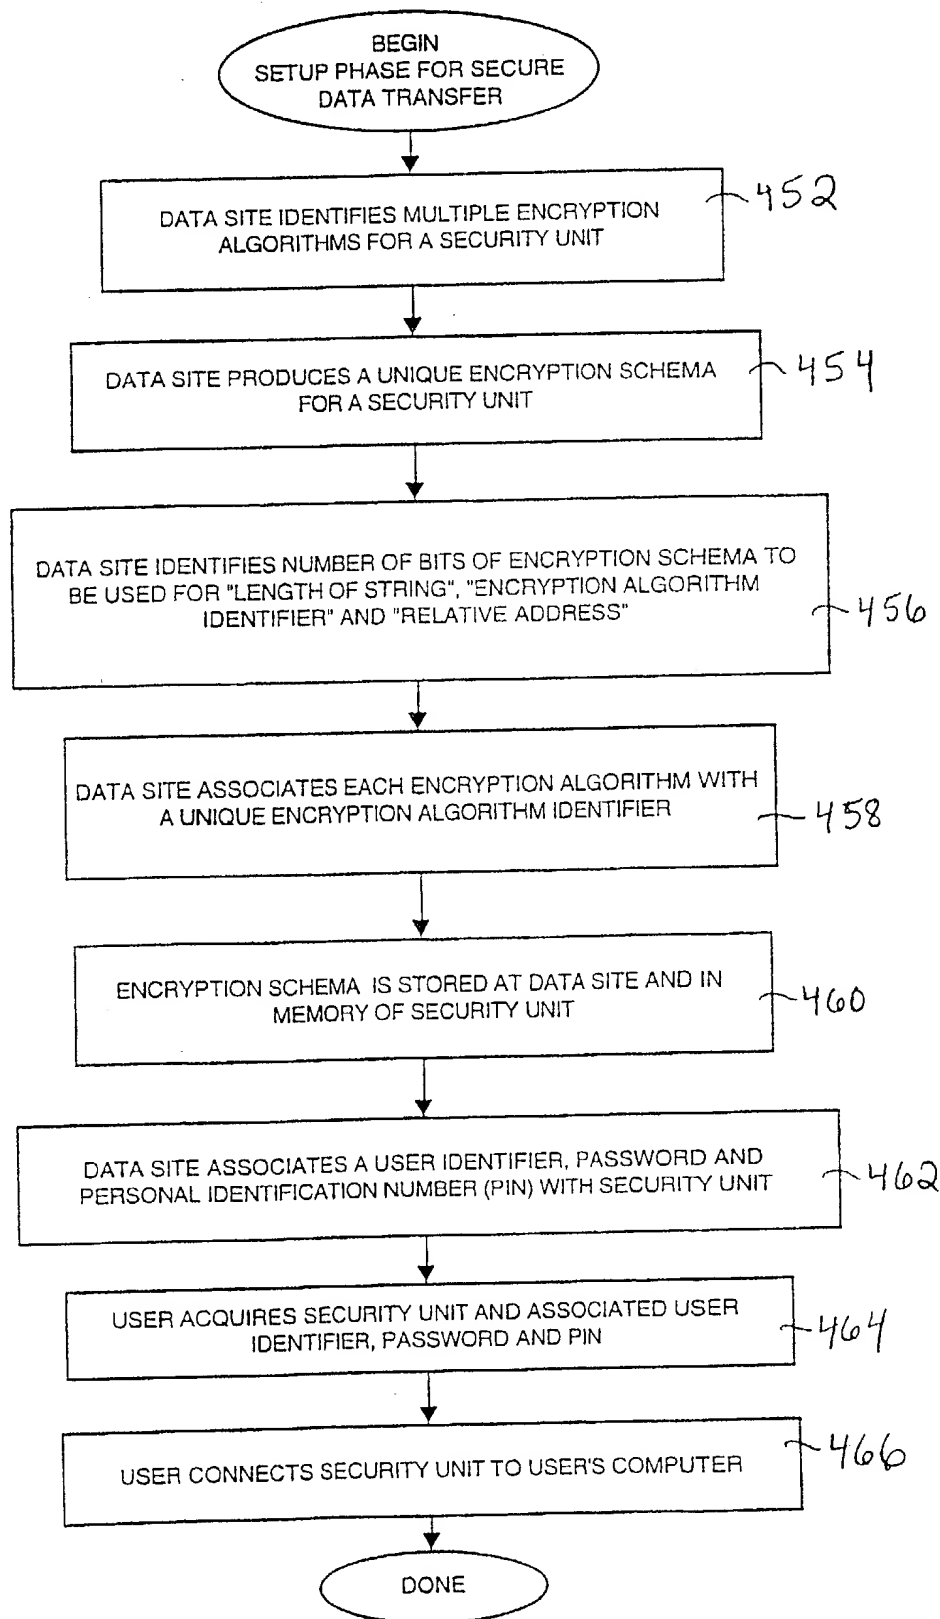 BEGIN
SETUP PHASE FOR SECURE
DATA TRANSFER
452
DATA SITE IDENTIFIES MULTIPLE ENCRYPTION
ALGORITHMS FOR A SECURITY UNIT
454
DATA SITE PRODUCES A UNIQUE ENCRYPTION SCHEMA
FOR A SECURITY UNIT
DATA SITE IDENTIFIES NUMBER OF BITS OF ENCRYPTION SCHEMA TO
BE USED FOR "LENGTH OF STRING", "ENCRYPTION ALGORITHM
IDENTIFIER" AND "RELATIVE ADDRESS"
456
DATA SITE ASSOCIATES EACH ENCRYPTION ALGORITHM WITH
A UNIQUE ENCRYPTION ALGORITHM IDENTIFIER
458
ENCRYPTION SCHEMA IS STORED AT DATA SITE AND IN
MEMORY OF SECURITY UNIT
460
DATA SITE ASSOCIATES A USER IDENTIFIER, PASSWORD AND
PERSONAL IDENTIFICATION NUMBER (PIN) WITH SECURITY UNIT
462
USER ACQUIRES SECURITY UNIT AND ASSOCIATED USER
IDENTIFIER, PASSWORD AND PIN
464
466
USER CONNECTS SECURITY UNIT TO USER'S COMPUTER
DONE